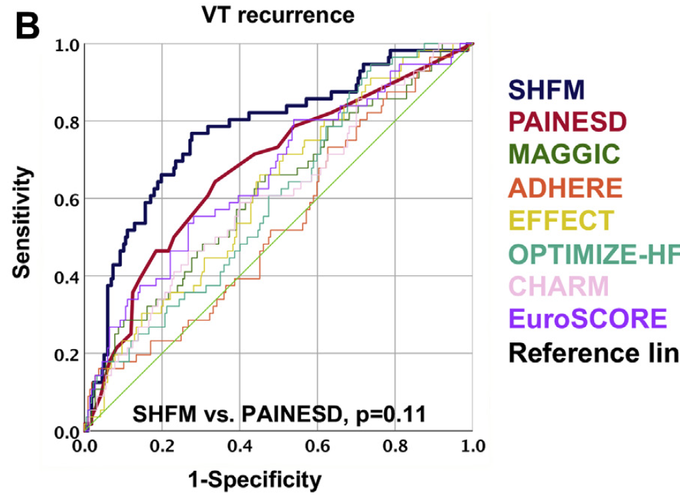 B
VT recurrence
1.0
0.8
0.6
0.4
0.2
0.0
Sensitivity
SHFM vs. PAINESD, p=0.11
0.0 0.2 0.4 0.6 0.8 1.0
1-Specificity
SHFM
PAINESD
MAGGIC
ADHERE
EFFECT
OPTIMIZE-HF
CHARM
EuroSCORE
Reference lin